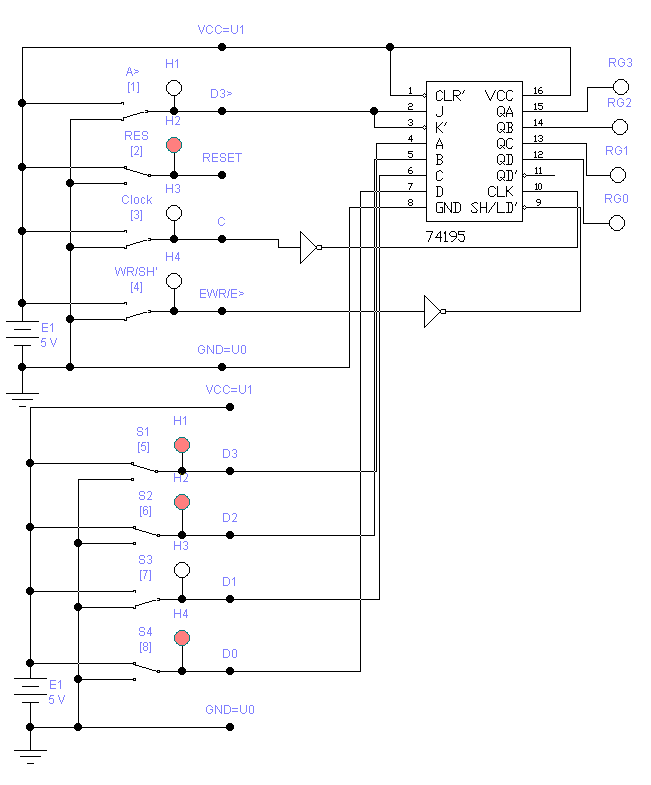 VCC=U1
A>
[1]
H1
D3>
H2
RES
[2]
RESET
H3
Clock
[3]
C
H4
WR/SH'
[4]
EWR/E>
E1
5 V
GND=U0
1 CLR' VCC 16
2 J QA 15
3 K' QB 14
4 A QC 13
5 B QD 12
6 C QD' 11
7 D CLK 10
8 GND SH/LD' 9
74195
RG3
RG2
RG1
RG0
VCC=U1
S1
[5]
H1
D3
H2
S2
[6]
D2
H3
S3
[7]
D1
H4
S4
[8]
D0
E1
5 V
GND=U0